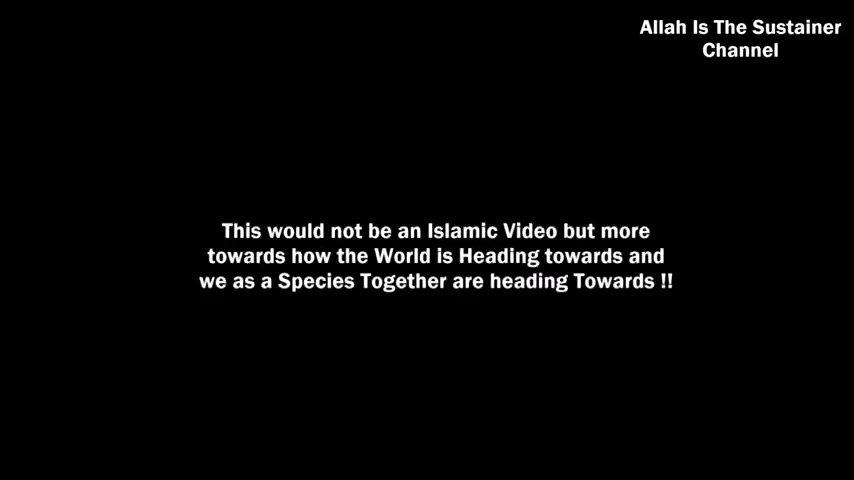 Allah Is The Sustainer
Channel
This would not be an Islamic Video but more
towards how the World is Heading towards and
we as a Species Together are heading Towards !!